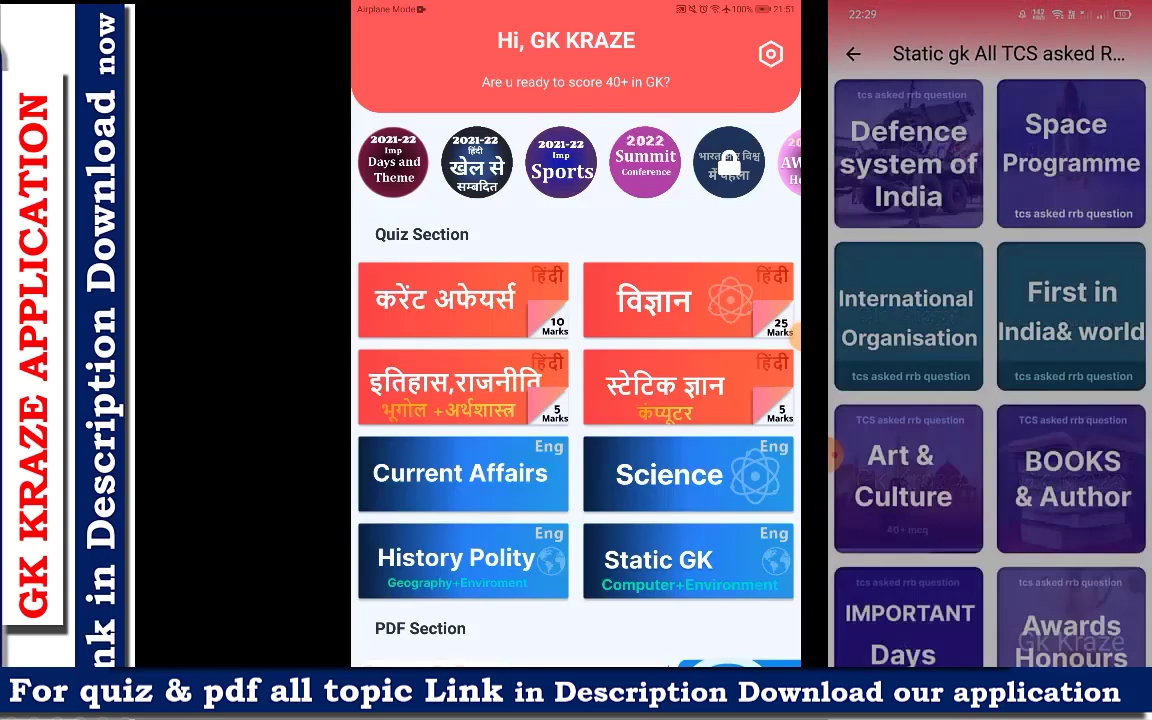 GK KRAZE APPLICATION
nk in Description Download now
Airplane Mode
100% 21:51
Hi, GK KRAZE
Are u ready to score 40+ in GK?
2021-22
Imp
Days and
Theme
2021-22
हिंदी
खेल से
सम्बदित
2021-22
Imp
Sports
2022
Summit
Conference
में पहला
Quiz Section
हिंदी
करेंट अफेयर्स
10
Marks
हिंदी
विज्ञान
25
Marks
हिंदी
इतिहास,राजनीति
भूगोल +अर्थशास्त्र
5
Marks
हिंदी
स्टेटिक ज्ञान
कंप्यूटर
5
Marks
Eng
Current Affairs
Eng
Science
Eng
History Polity
Geography+Enviroment
Eng
Static GK
Computer+Environment
PDF Section
22:29
Static gk All TCS asked R...
tcs asked rrb question
Defence
system of
India
Space
Programme
tcs asked rrb question
International
Organisation
tcs asked rrb question
First in
India& world
tcs asked rrb question
TCS asked rrb question
Art &
Culture
40+ mcq
TCS asked rrb question
BOOKS
& Author
tcs asked rrb question
IMPORTANT
Days
tcs asked rrb question
Awards
Honours
Gk Kraze
For quiz & pdf all topic Link in Description Download our application